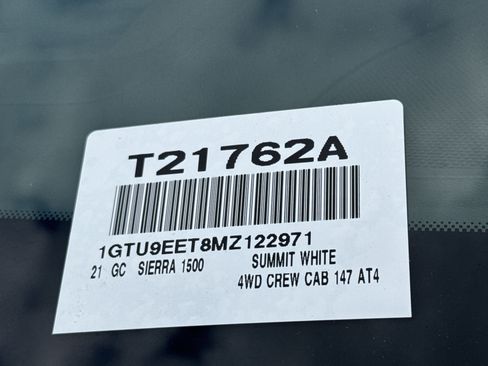 T21762A
1GTU9EET8MZ122971
21 GC SIERRA 1500 SUMMIT WHITE
4WD CREW CAB 147 AT4